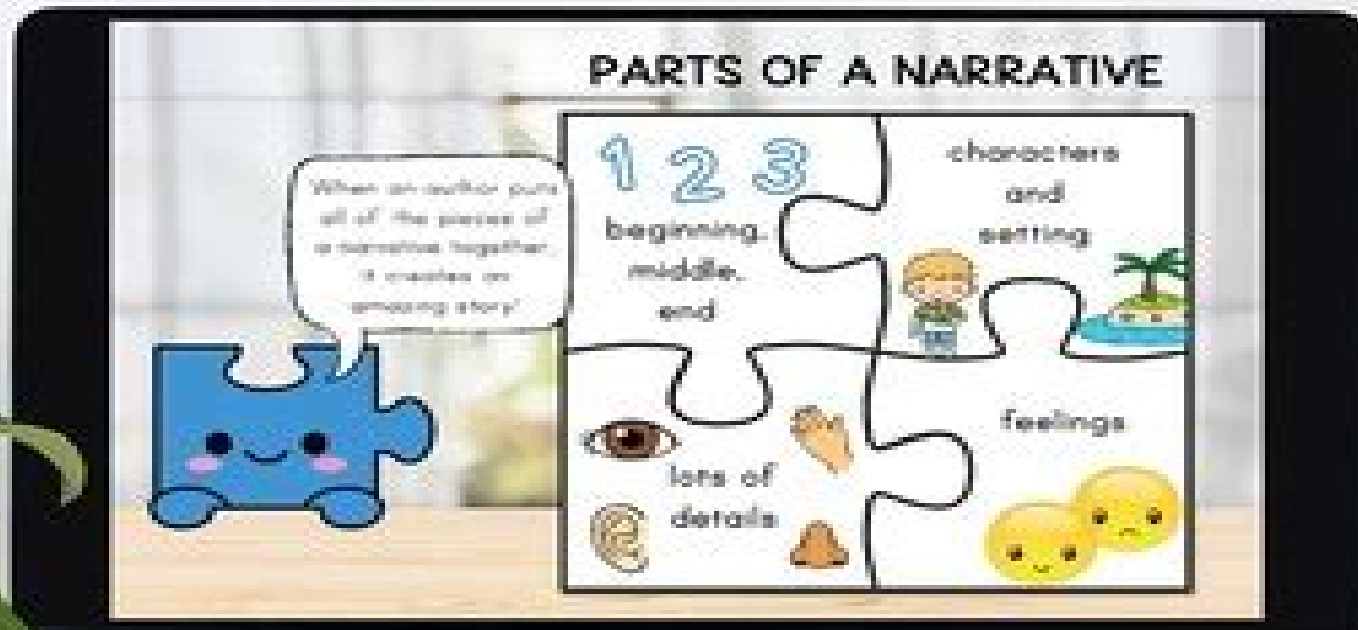 PARTS OF A NARRATIVE
When an author puts
all of the pieces of
a narrative together,
it creates an
amazing story!
1 2 3
beginning,
middle,
end
characters
and
setting
lots of
details
feelings